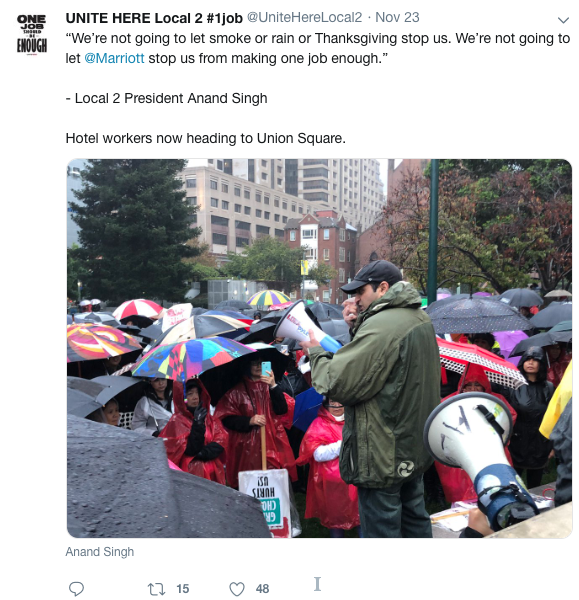 ONE
JOB
SHOULD
BE
ENOUGH
UNITE HERE Local 2 #1job @UniteHereLocal2 · Nov 23
“We’re not going to let smoke or rain or Thanksgiving stop us. We’re not going to
let @Marriott stop us from making one job enough.”
- Local 2 President Anand Singh
Hotel workers now heading to Union Square.
HURTS
US!
Anand Singh
15
48